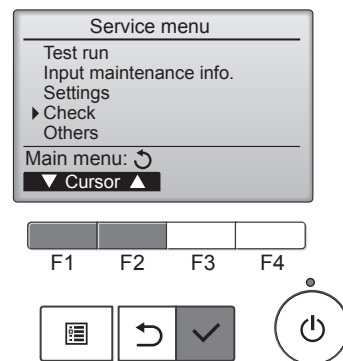 Service menu
Test run
Input maintenance info.
Settings
Check
Others
Main menu:
Cursor
F1 F2 F3 F4